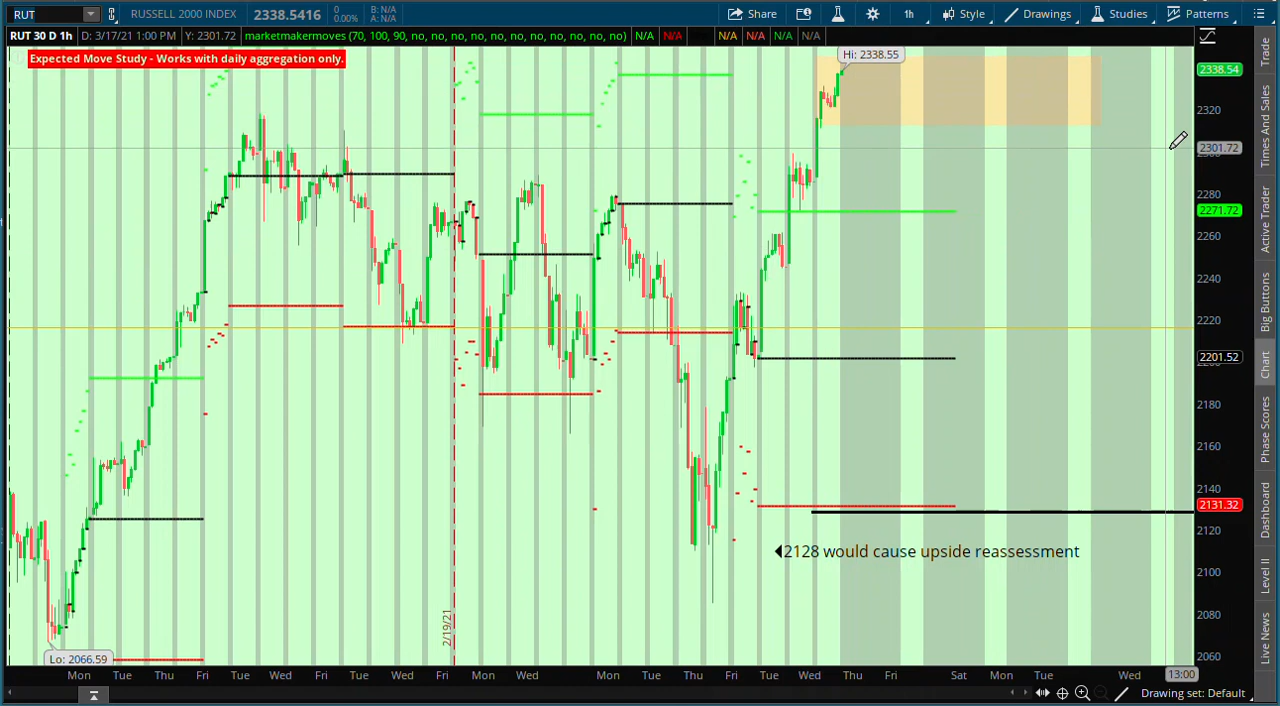 RUT RUSSELL 2000 INDEX 2338.5416 0 0.00% B: N/A A: N/A Share 1h Style Drawings Studies Patterns
RUT 30 D 1h D: 3/17/21 1:00 PM Y: 2301.72 marketmakermoves (70, 100, 90, no, no, no, no, no, no, no, no, no, no) N/A N/A N/A N/A N/A N/A
Expected Move Study - Works with daily aggregation only.
Hi: 2338.55
2338.54
2320
2301.72
2280
2271.72
2260
2240
2220
2201.52
2180
2160
2140
2131.32
2120
2100
2080
2060
◄2128 would cause upside reassessment
2/19/21
Lo: 2066.59
Mon Tue Thu Fri Tue Wed Fri Tue Wed Fri Mon Wed Mon Tue Thu Fri Tue Wed Thu Fri Sat Mon Tue Wed 13:00
Drawing set: Default
Trade
Times And Sales
Active Trader
Big Buttons
Chart
Phase Scores
Dashboard
Level II
Live News